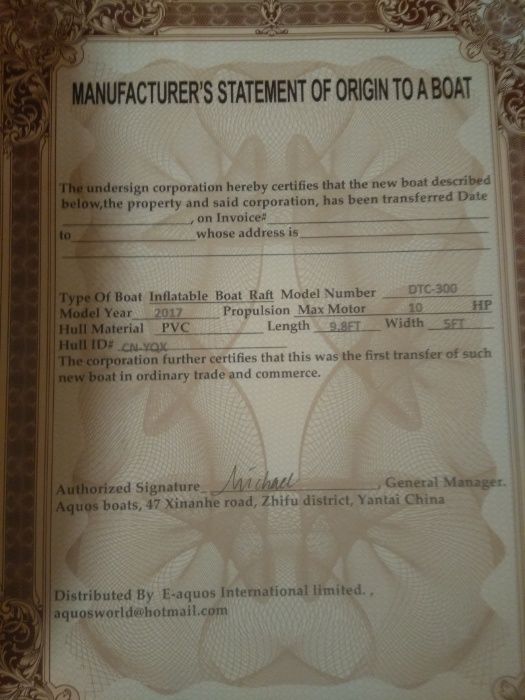 MANUFACTURER'S STATEMENT OF ORIGIN TO A BOAT
The undersign corporation hereby certifies that the new boat described
below,the property and said corporation, has been transferred Date
, on Invoice#
to whose address is
Type Of Boat Inflatable Boat Raft Model Number DTC-300
Model Year 2017 Propulsion Max Motor 10 HP
Hull Material PVC Length 9.8FT Width 5FT
Hull ID# CN-YQX
The corporation further certifies that this was the first transfer of such
new boat in ordinary trade and commerce.
Authorized Signature Michael , General Manager.
Aquos boats, 47 Xinanhe road, Zhifu district, Yantai China
Distributed By E-aquos International limited. ,
aquosworld@hotmail.com